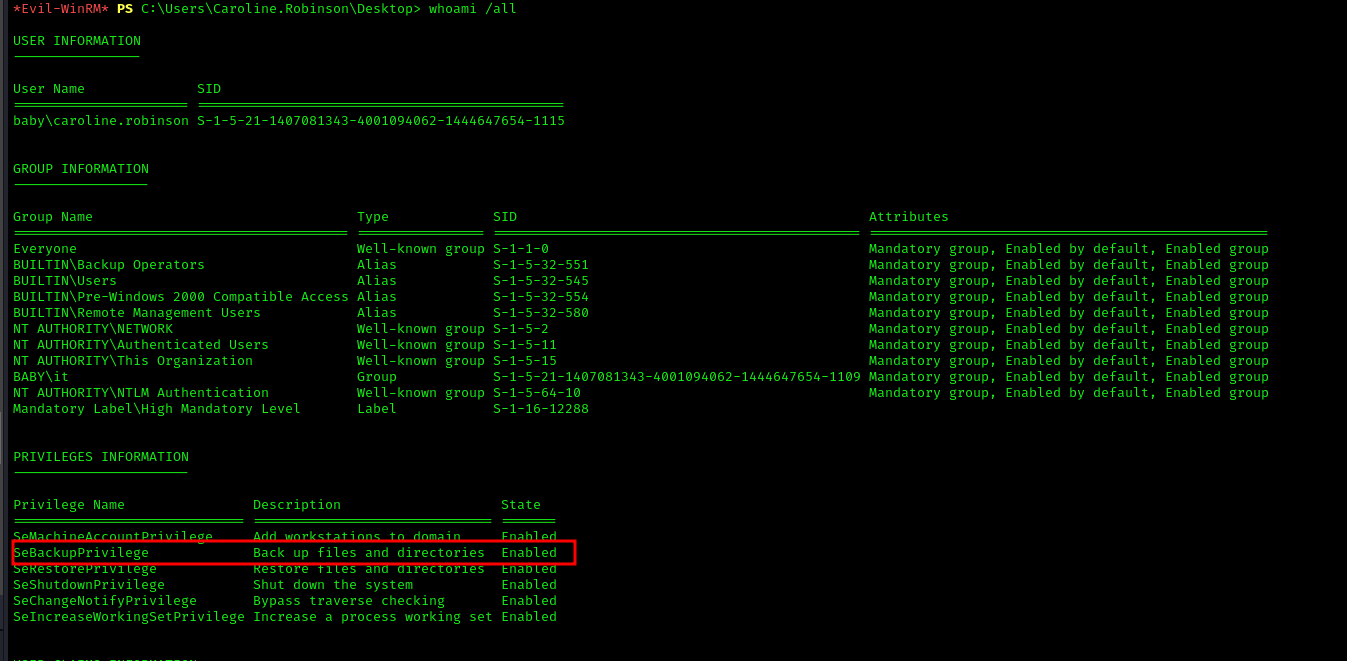 *Evil-WinRM* PS C:\Users\Caroline.Robinson\Desktop> whoami /all
USER INFORMATION
User Name SID
baby\caroline.robinson S-1-5-21-1407081343-4001094062-1444647654-1115
GROUP INFORMATION
Group Name Type SID Attributes
Everyone Well-known group S-1-1-0 Mandatory group, Enabled by default, Enabled group
BUILTIN\Backup Operators Alias S-1-5-32-551 Mandatory group, Enabled by default, Enabled group
BUILTIN\Users Alias S-1-5-32-545 Mandatory group, Enabled by default, Enabled group
BUILTIN\Pre-Windows 2000 Compatible Access Alias S-1-5-32-554 Mandatory group, Enabled by default, Enabled group
BUILTIN\Remote Management Users Alias S-1-5-32-580 Mandatory group, Enabled by default, Enabled group
NT AUTHORITY\NETWORK Well-known group S-1-5-2 Mandatory group, Enabled by default, Enabled group
NT AUTHORITY\Authenticated Users Well-known group S-1-5-11 Mandatory group, Enabled by default, Enabled group
NT AUTHORITY\This Organization Well-known group S-1-5-15 Mandatory group, Enabled by default, Enabled group
BABY\it Group S-1-5-21-1407081343-4001094062-1444647654-1109 Mandatory group, Enabled by default, Enabled group
NT AUTHORITY\NTLM Authentication Well-known group S-1-5-64-10 Mandatory group, Enabled by default, Enabled group
Mandatory Label\High Mandatory Level Label S-1-16-12288
PRIVILEGES INFORMATION
Privilege Name Description State
SeMachineAccountPrivilege Add workstations to domain Enabled
SeBackupPrivilege Back up files and directories Enabled
SeRestorePrivilege Restore files and directories Enabled
SeShutdownPrivilege Shut down the system Enabled
SeChangeNotifyPrivilege Bypass traverse checking Enabled
SeIncreaseWorkingSetPrivilege Increase a process working set Enabled